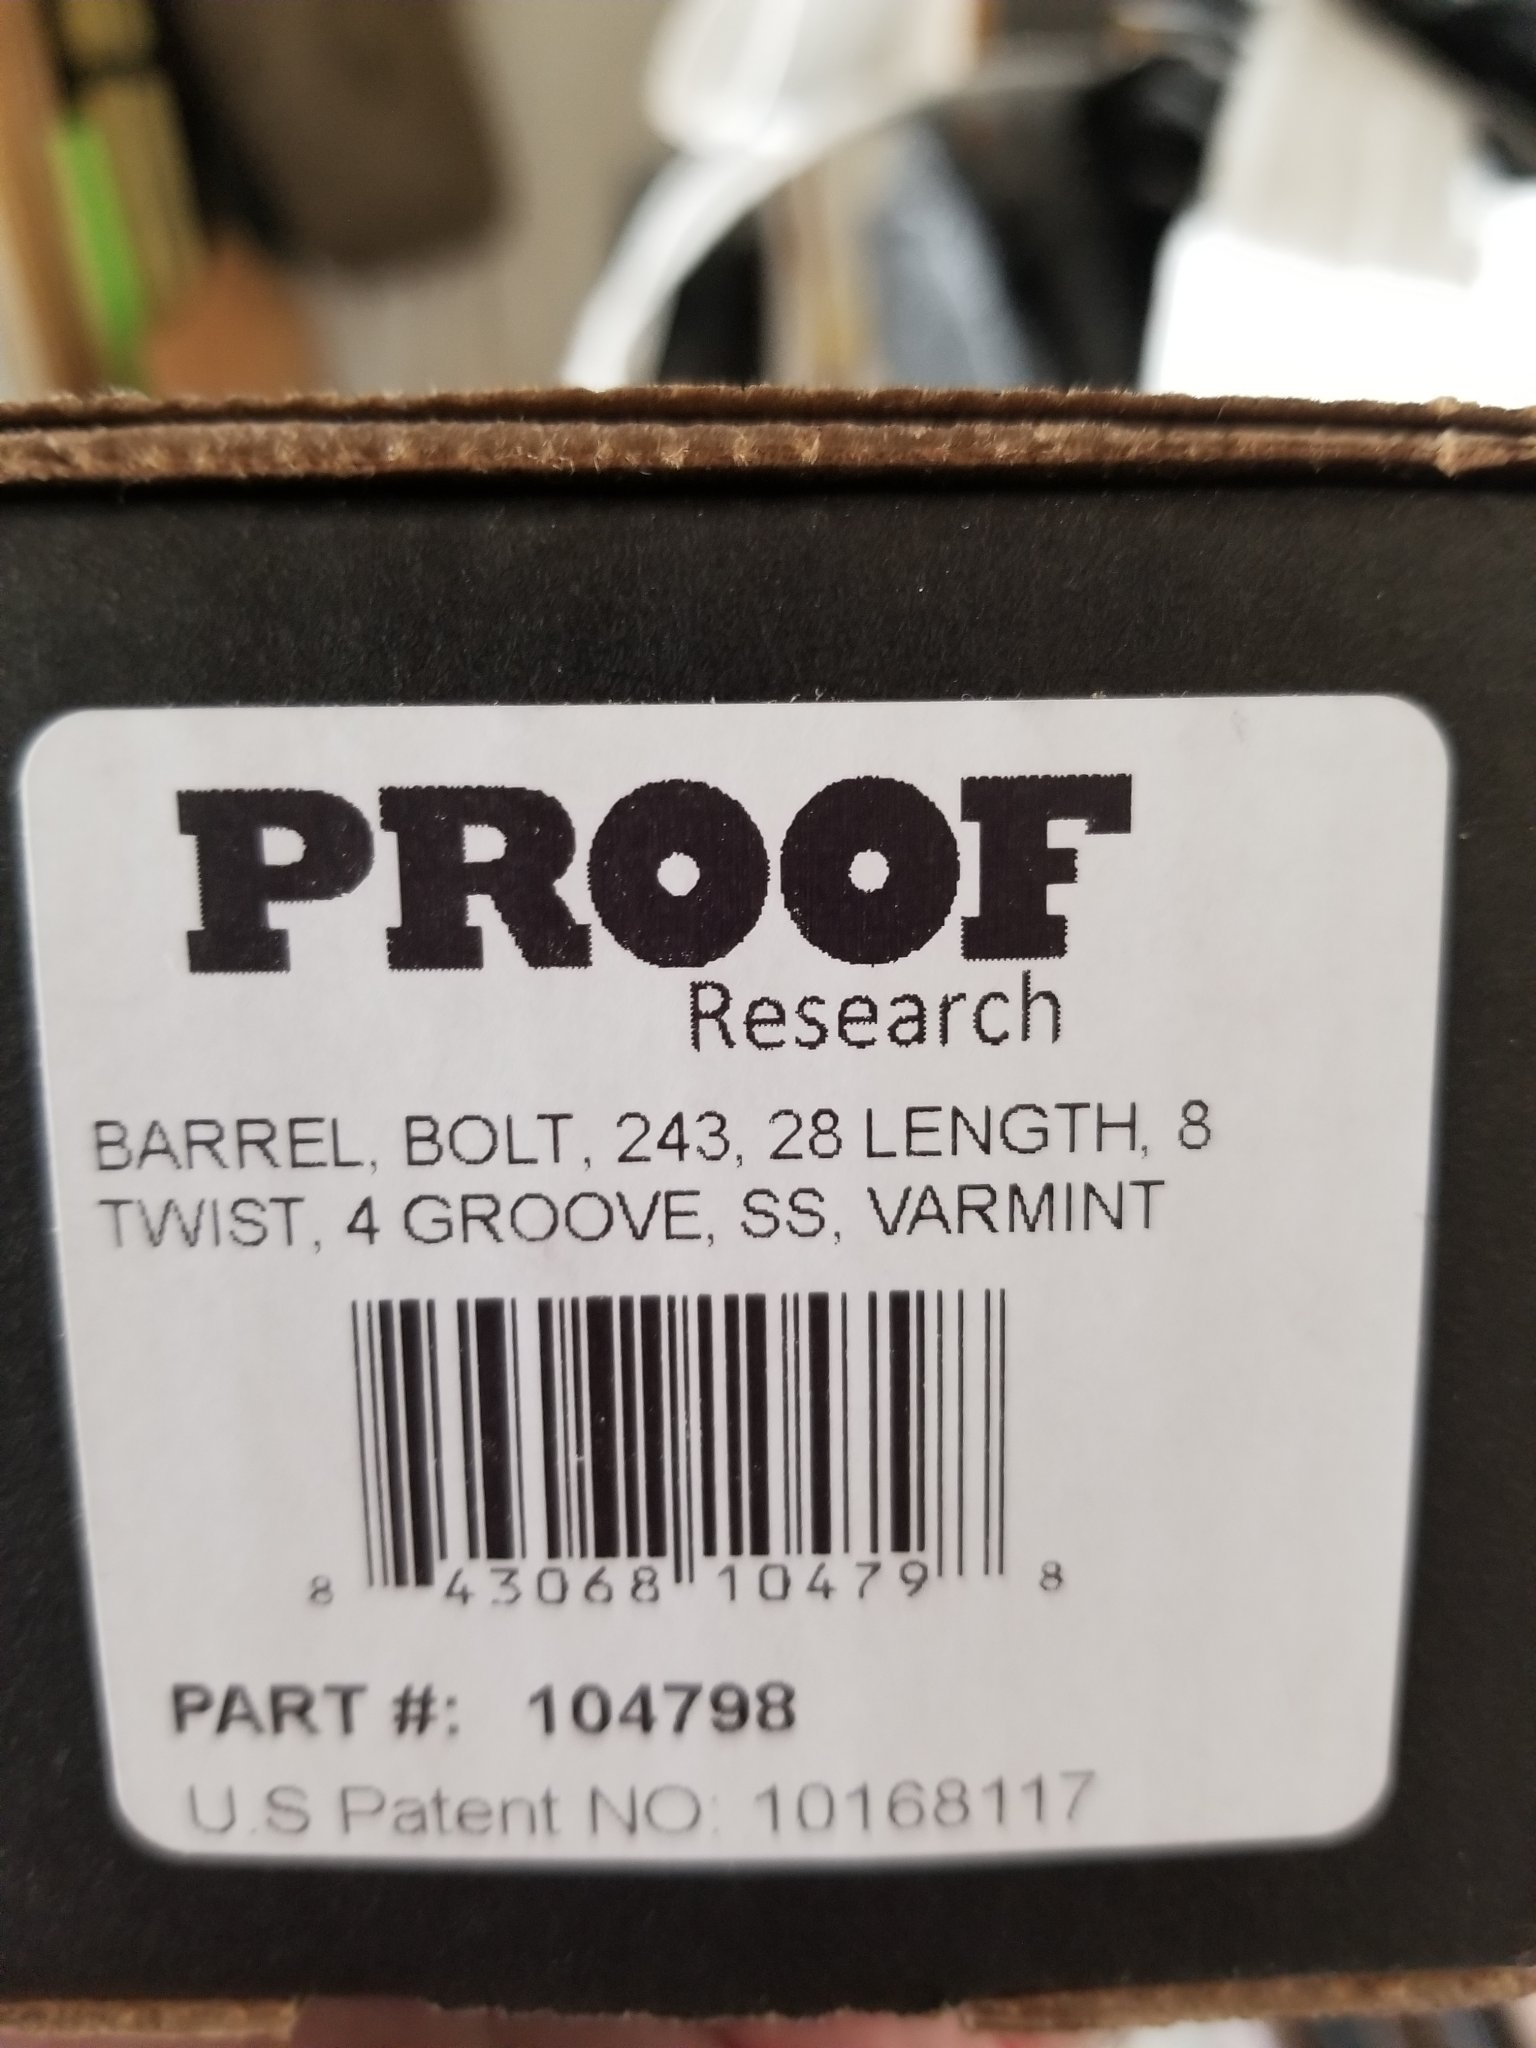 PROOF
Research
BARREL, BOLT, 243, 28 LENGTH, 8
TWIST, 4 GROOVE, SS, VARMINT
8 43068 10479 8
PART #: 104798
U.S Patent NO: 10168117